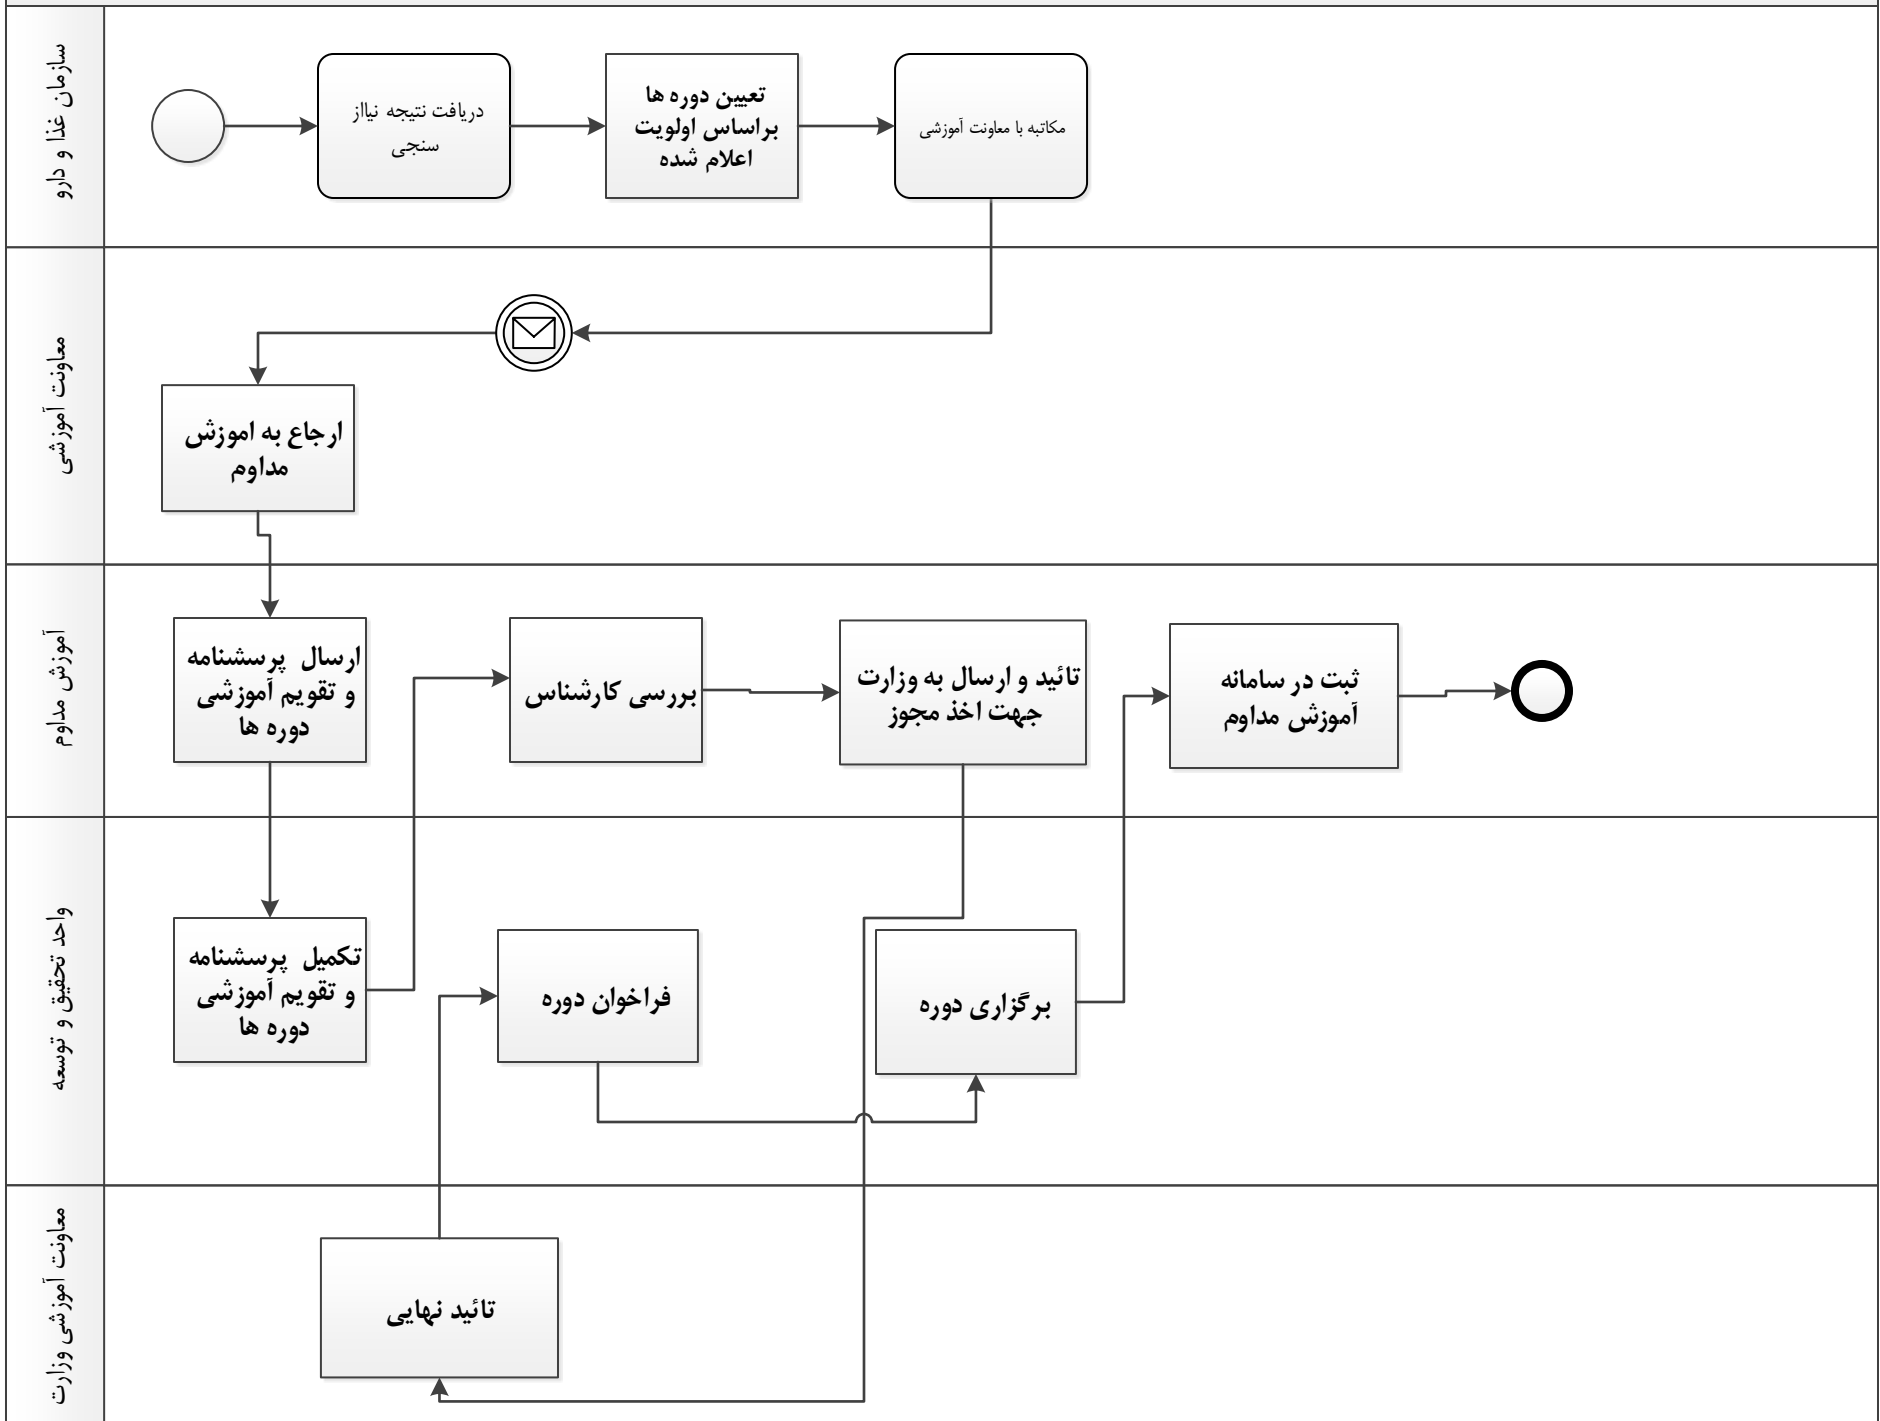 سازمان غذا و دارو
دریافت نتیجه نیااز
سنجی
تعیین دوره ها
براساس اولویت
اعلام شده
مکاتبه با معاونت آموزشی
معاونت آموزشی
ارجاع به اموزش
مداوم
آموزش مداوم
ارسال پرسشنامه
و تقویم آموزشی
دوره ها
بررسی کارشناس
تائید و ارسال به وزارت
جهت اخذ مجوز
ثبت در سامانه
آموزش مداوم
واحد تحقیق و توسعه
تکمیل پرسشنامه
و تقویم آموزشی
دوره ها
فراخوان دوره
برگزاری دوره
معاونت آموزشی وزارت
تائید نهایی